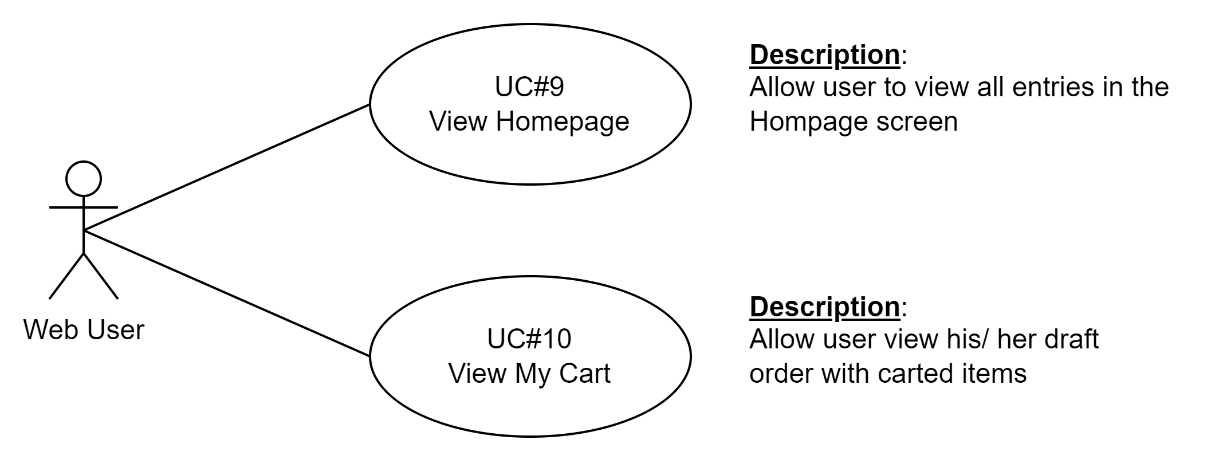 UC#9
View Homepage
Description:
Allow user to view all entries in the
Hompage screen
Web User
UC#10
View My Cart
Description:
Allow user view his/ her draft
order with carted items